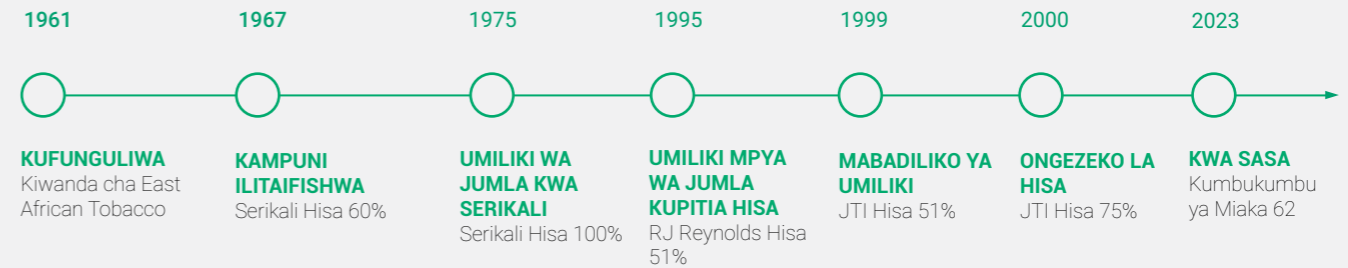 1961
KUFUNGULIWA
Kiwanda cha East
African Tobacco
1967
KAMPUNI
ILITAIFISHWA
Serikali Hisa 60%
1975
UMILIKI WA
JUMLA KWA
SERIKALI
Serikali Hisa 100%
1995
UMILIKI MPYA
WA JUMLA
KUPITIA HISA
RJ Reynolds Hisa
51%
1999
MABADILIKO YA
UMILIKI
JTI Hisa 51%
2000
ONGEZEKO LA
HISA
JTI Hisa 75%
2023
KWA SASA
Kumbukumbu
ya Miaka 62